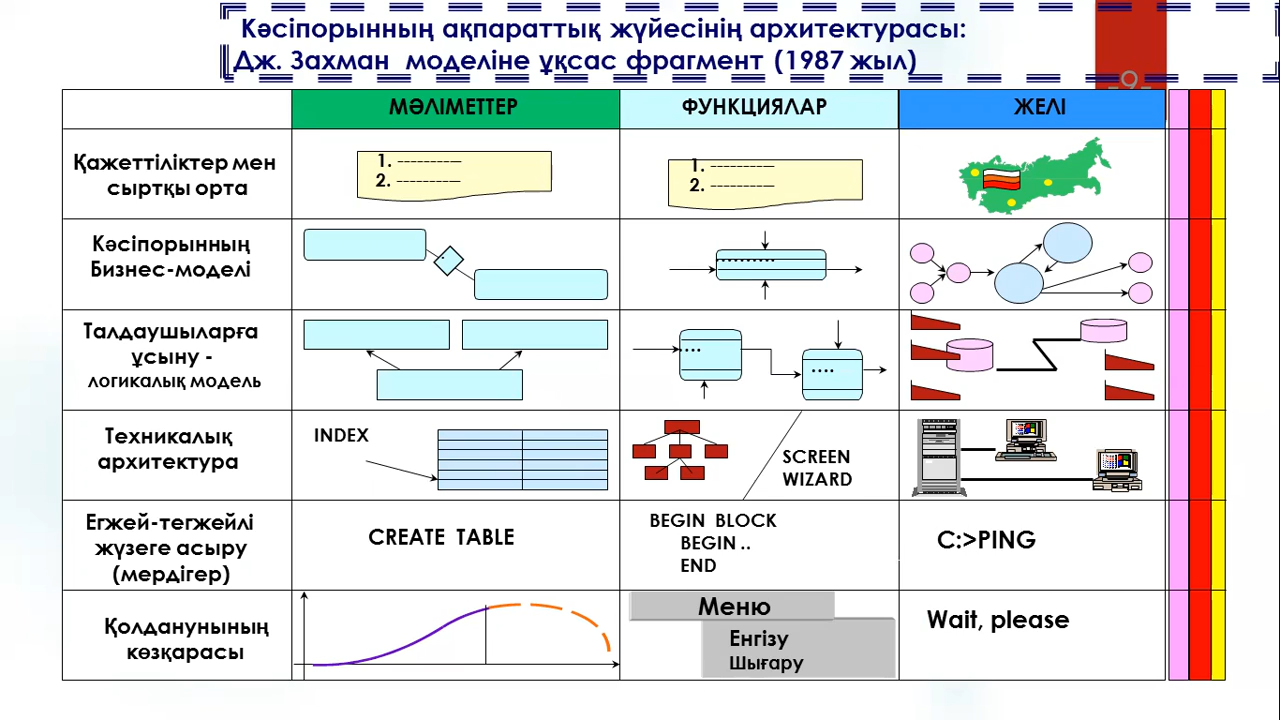 Кәсіпорынның ақпараттық жүйесінің архитектурасы:
Дж. Захман моделіне ұқсас фрагмент (1987 жыл)
9
МӘЛІМЕТТЕР
ФУНКЦИЯЛАР
ЖЕЛІ
Қажеттіліктер мен
сыртқы орта
1. ----------
2. ----------
1. ----------
2. ----------
Кәсіпорынның
Бизнес-моделі
Талдаушыларға
ұсыну -
логикалық модель
Техникалық
архитектура
INDEX
SCREEN
WIZARD
Егжей-тегжейлі
жүзеге асыру
(мердігер)
CREATE TABLE
BEGIN BLOCK
BEGIN ..
END
C:>PING
Қолданунының
көзқарасы
Меню
Енгізу
Шығару
Wait, please